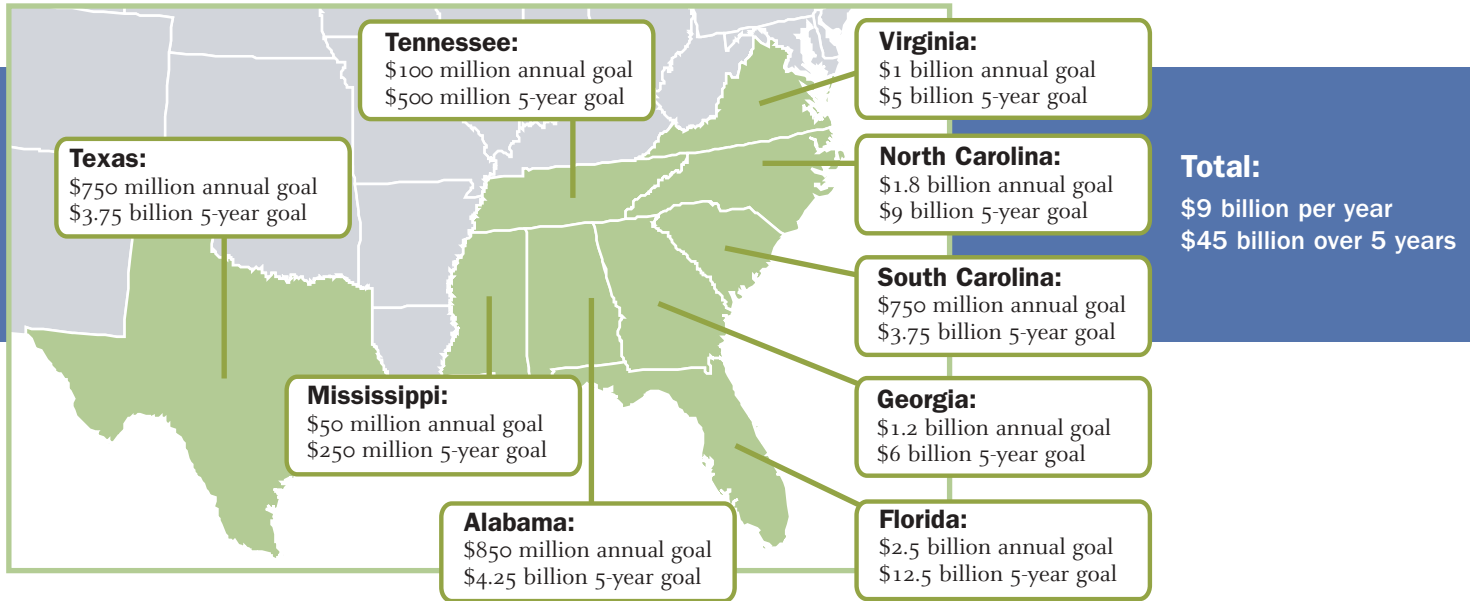 Tennessee:
$100 million annual goal
$500 million 5-year goal
Virginia:
$1 billion annual goal
$5 billion 5-year goal
Texas:
$750 million annual goal
$3.75 billion 5-year goal
North Carolina:
$1.8 billion annual goal
$9 billion 5-year goal
Total:
$9 billion per year
$45 billion over 5 years
South Carolina:
$750 million annual goal
$3.75 billion 5-year goal
Mississippi:
$50 million annual goal
$250 million 5-year goal
Georgia:
$1.2 billion annual goal
$6 billion 5-year goal
Alabama:
$850 million annual goal
$4.25 billion 5-year goal
Florida:
$2.5 billion annual goal
$12.5 billion 5-year goal